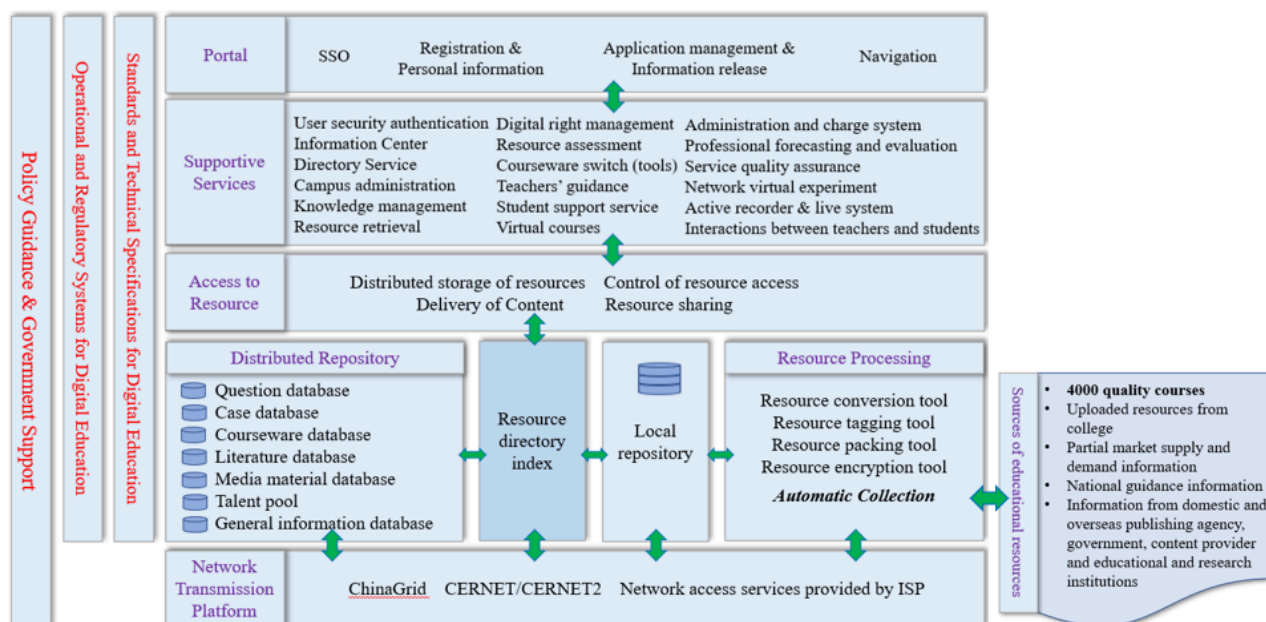 Policy Guidance & Government Support
Operational and Regulatory Systems for Digital Education
Standards and Technical Specifications for Digital Education
Portal
SSO
Registration &
Personal information
Application management &
Information release
Navigation
Supportive
Services
User security authentication
Information Center
Directory Service
Campus administration
Knowledge management
Resource retrieval
Digital right management
Resource assessment
Courseware switch (tools)
Teachers' guidance
Student support service
Virtual courses
Administration and charge system
Professional forecasting and evaluation
Service quality assurance
Network virtual experiment
Active recorder & live system
Interactions between teachers and students
Access to
Resource
Distributed storage of resources
Control of resource access
Delivery of Content
Resource sharing
Distributed Repository
Question database
Case database
Courseware database
Literature database
Media material database
Talent pool
General information database
Resource
directory
index
Local
repository
Resource Processing
Resource conversion tool
Resource tagging tool
Resource packing tool
Resource encryption tool
Automatic Collection
Sources of educational resources
• 4000 quality courses
• Uploaded resources from
college
• Partial market supply and
demand information
• National guidance information
• Information from domestic and
overseas publishing agency,
government, content provider
and educational and research
institutions
Network
Transmission
Platform
ChinaGrid
CERNET/CERNET2
Network access services provided by ISP